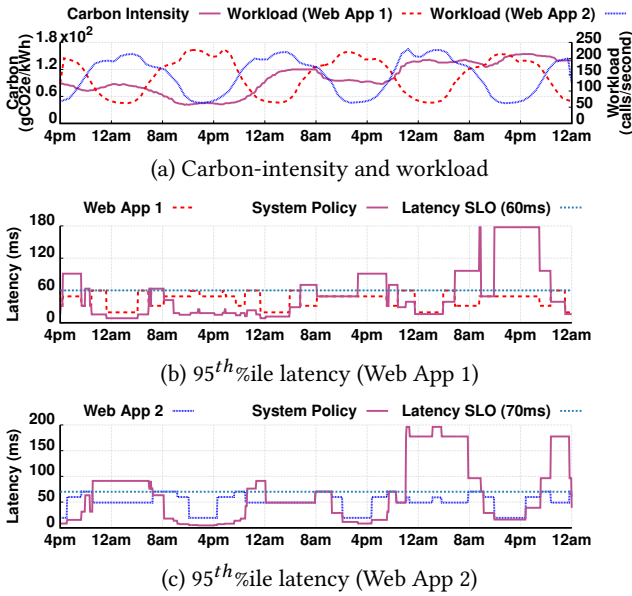 Carbon Intensity Workload (Web App 1) Workload (Web App 2)
Carbon (gCO2e/kWh)
1.8x10² 1.2 0.6 0
Workload (calls/second)
250 200 150 100 50 0
4pm 12am 8am 4pm 12am 8am 4pm 12am 8am 4pm 12am
(a) Carbon-intensity and workload
Web App 1 System Policy Latency SLO (60ms)
Latency (ms)
180 120 60 0
4pm 12am 8am 4pm 12am 8am 4pm 12am 8am 4pm 12am
(b) 95th%ile latency (Web App 1)
Web App 2 System Policy Latency SLO (70ms)
Latency (ms)
200 150 100 50 0
4pm 12am 8am 4pm 12am 8am 4pm 12am 8am 4pm 12am
(c) 95th%ile latency (Web App 2)